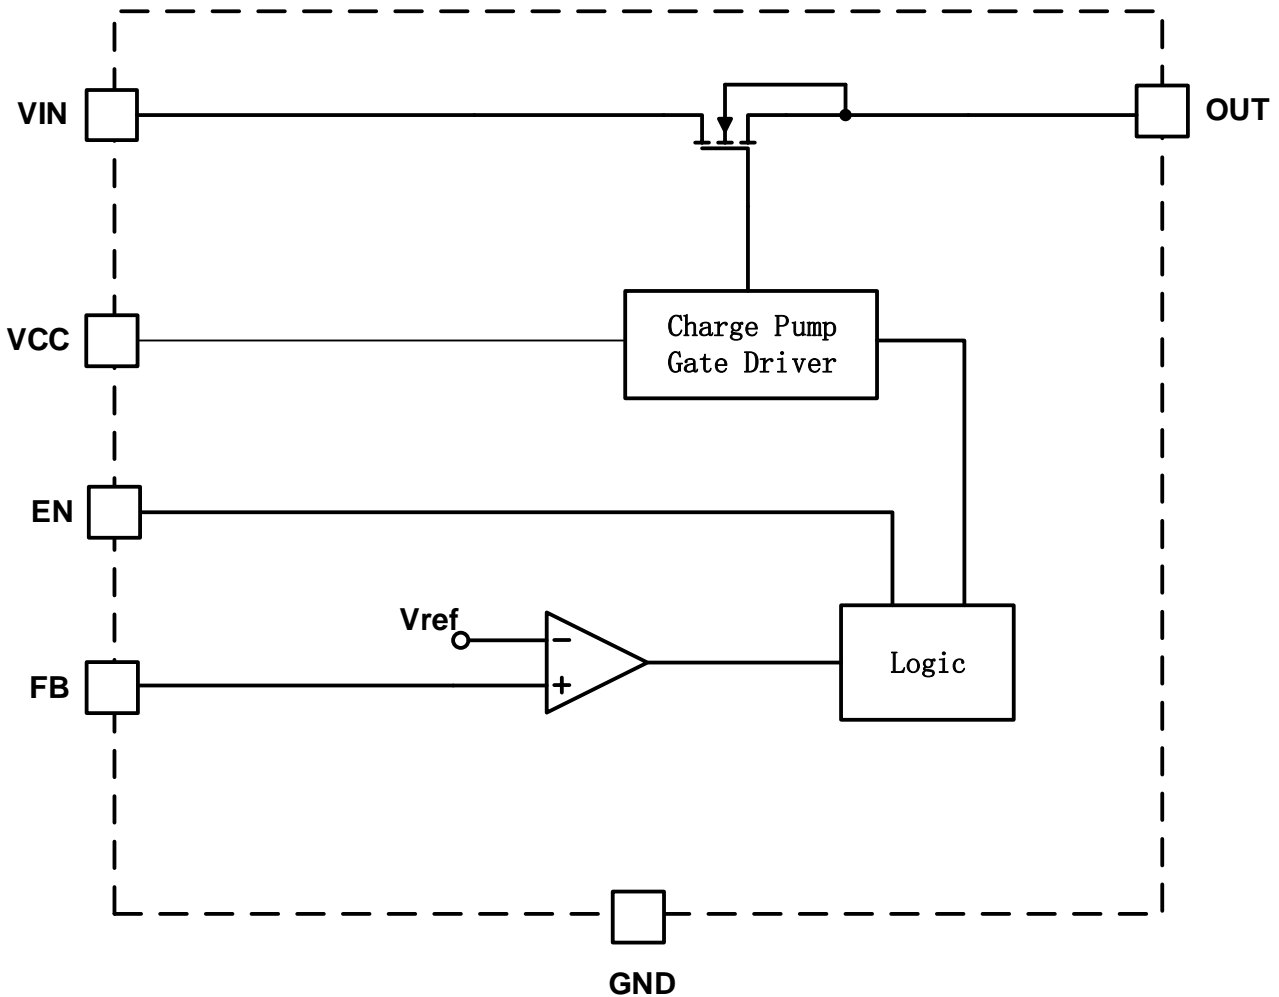 VIN
OUT
VCC
Charge Pump
Gate Driver
EN
Vref
−
+
Logic
FB
GND